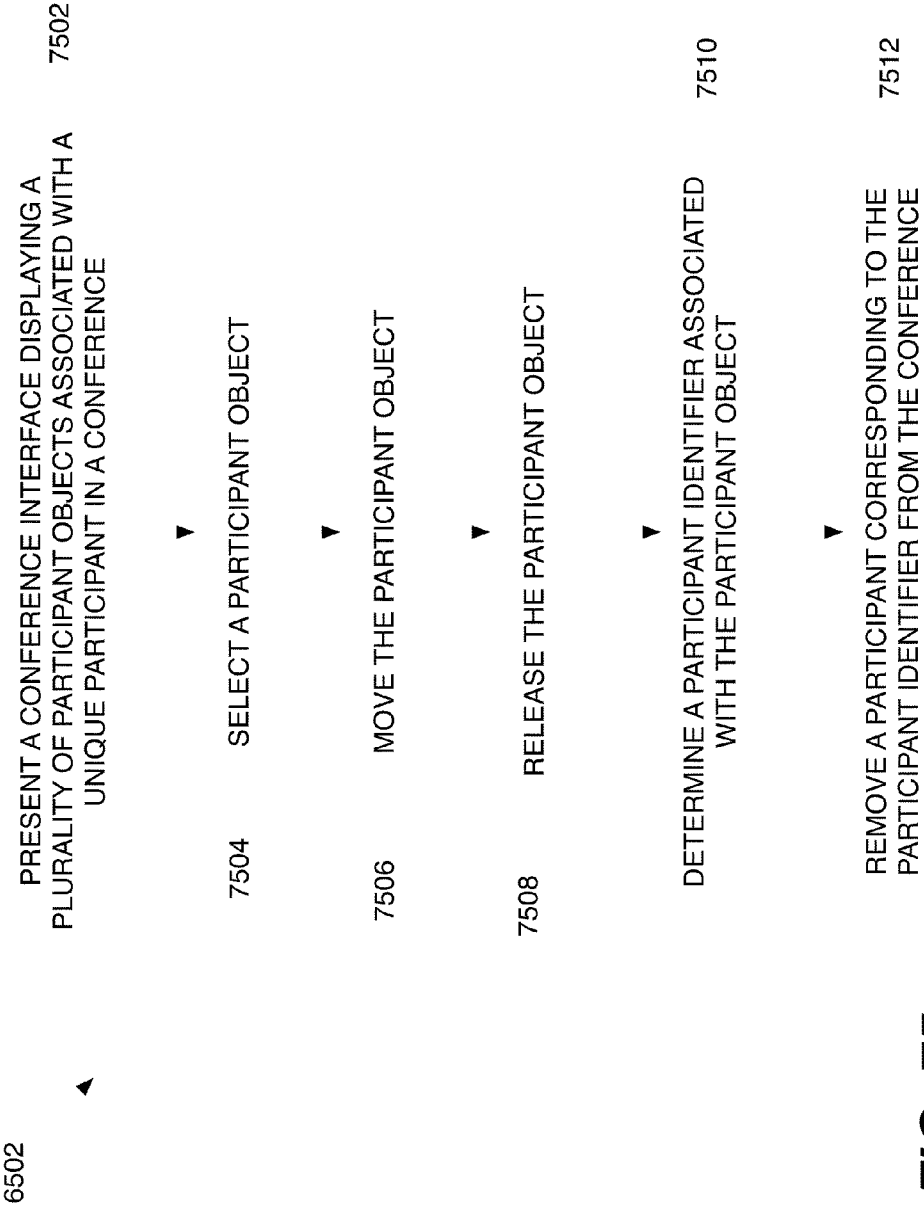 6502
PRESENT A CONFERENCE INTERFACE DISPLAYING A
PLURALITY OF PARTICIPANT OBJECTS ASSOCIATED WITH A
UNIQUE PARTICIPANT IN A CONFERENCE
7502
7504
SELECT A PARTICIPANT OBJECT
7506
MOVE THE PARTICIPANT OBJECT
7508
RELEASE THE PARTICIPANT OBJECT
DETERMINE A PARTICIPANT IDENTIFIER ASSOCIATED
WITH THE PARTICIPANT OBJECT
7510
REMOVE A PARTICIPANT CORRESPONDING TO THE
PARTICIPANT IDENTIFIER FROM THE CONFERENCE
7512